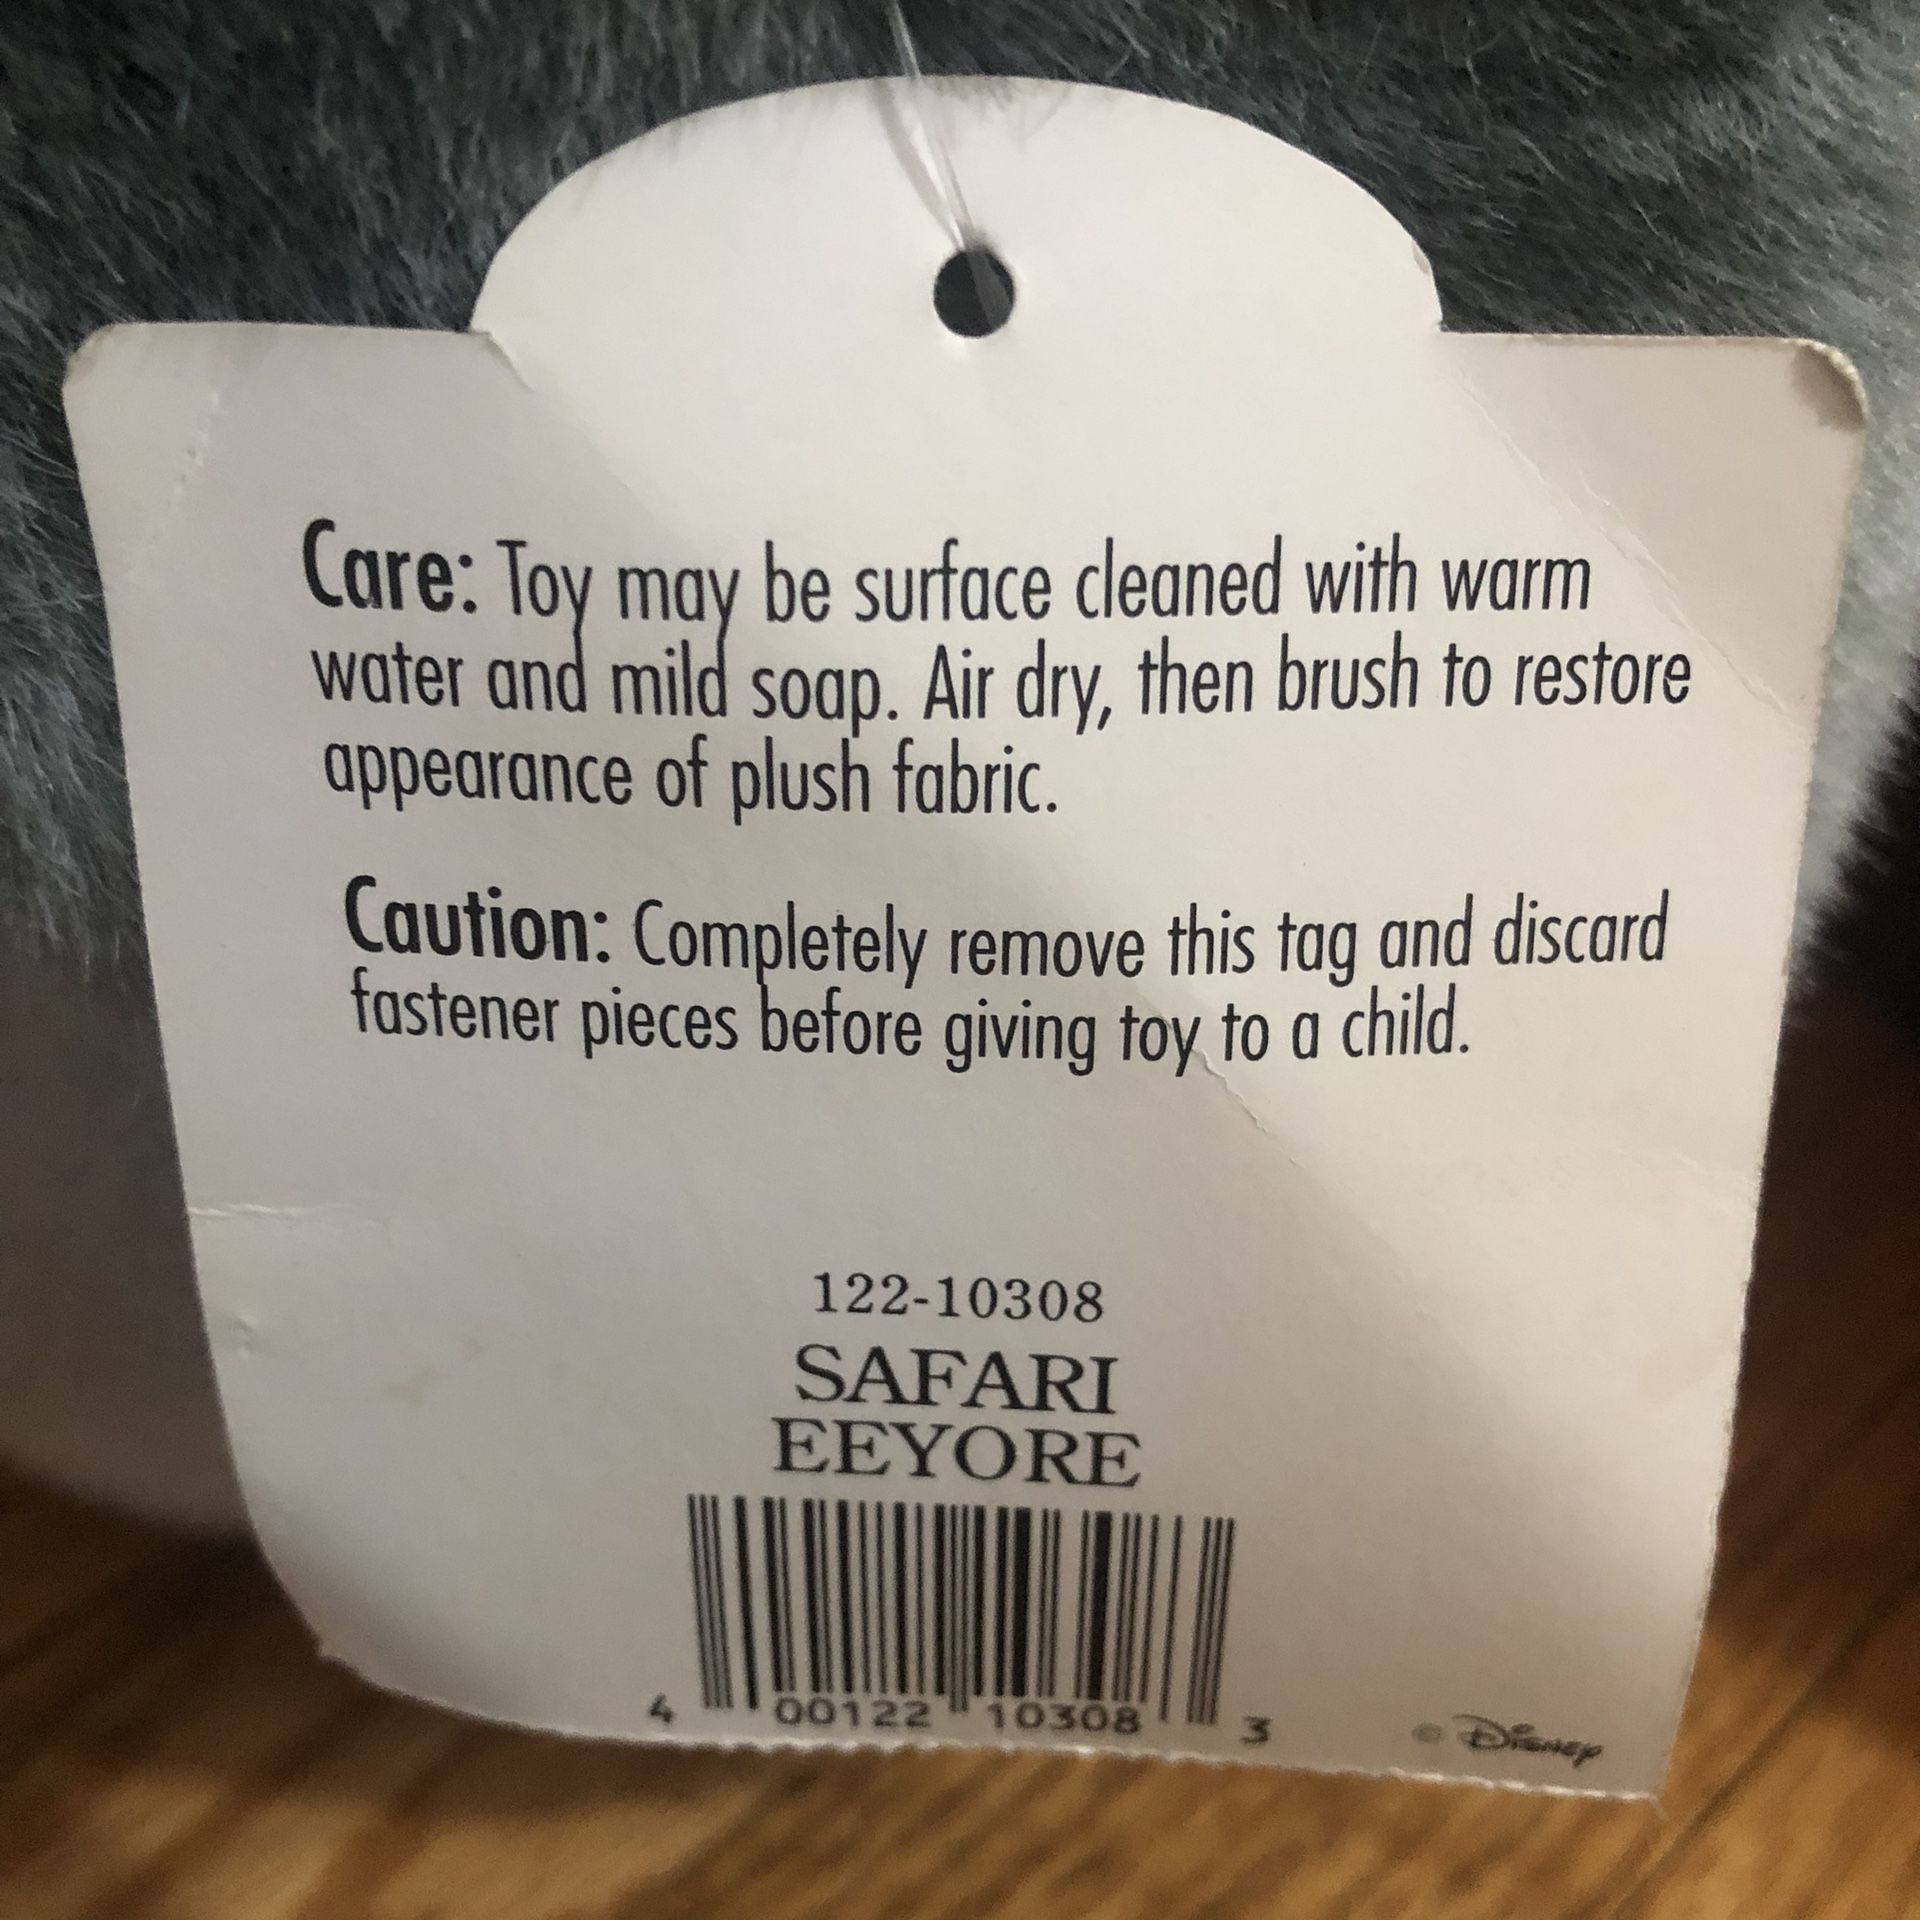 Care: Toy may be surface cleaned with warm
water and mild soap. Air dry, then brush to restore
appearance of plush fabric.
Caution: Completely remove this tag and discard
fastener pieces before giving toy to a child.
122-10308
SAFARI
EEYORE
4 00122 10308 3
© Disney